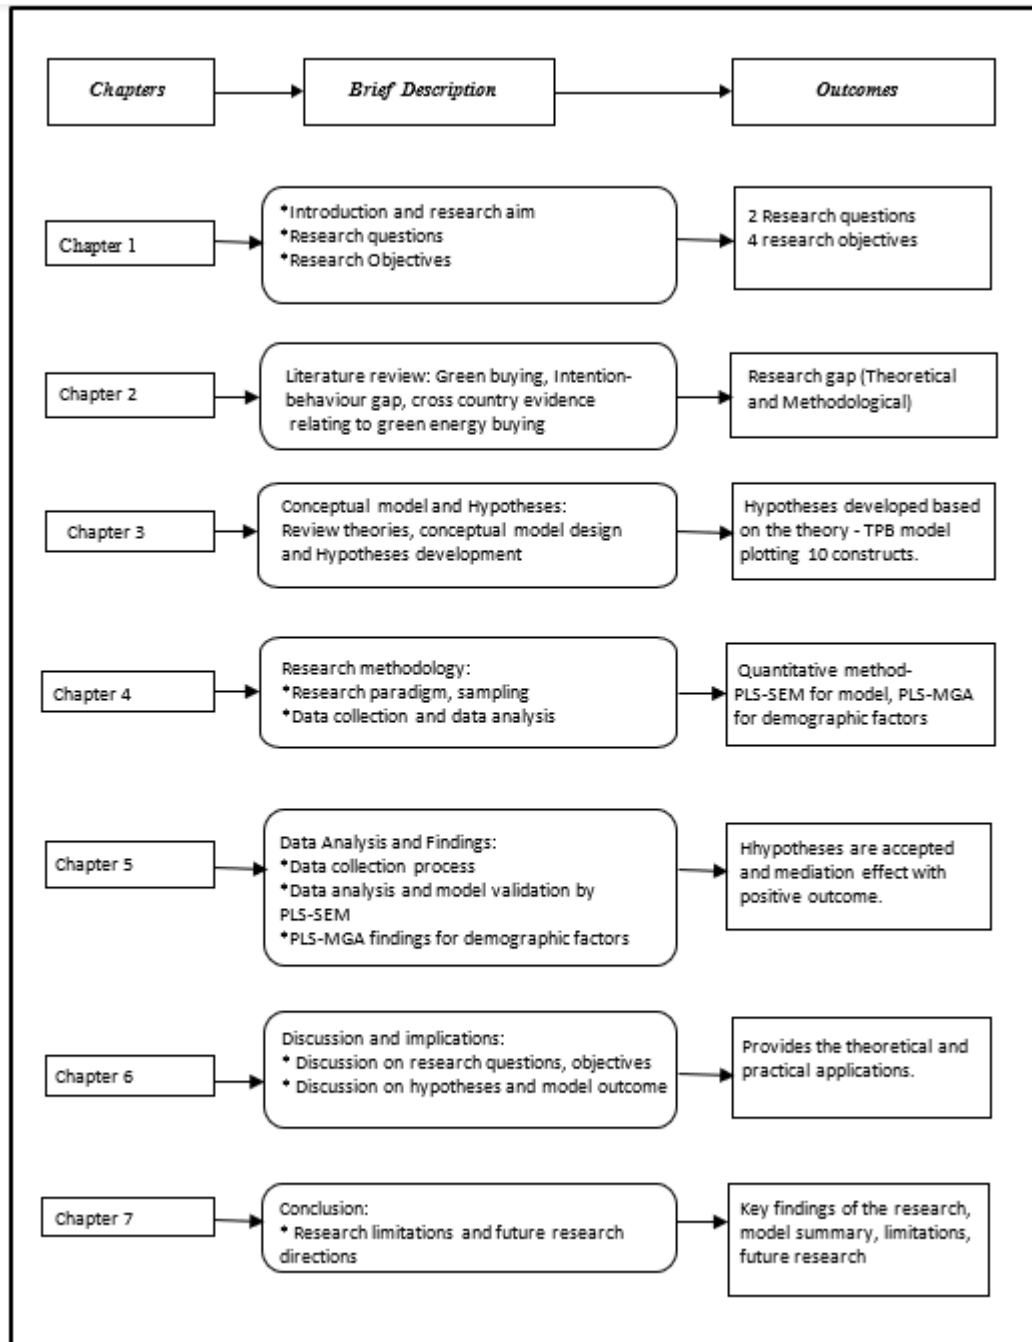 Chapters
Brief Description
Outcomes
Chapter 1
*Introduction and research aim
*Research questions
*Research Objectives
2 Research questions
4 research objectives
Chapter 2
Literature review: Green buying, Intention-
behaviour gap, cross country evidence
relating to green energy buying
Research gap (Theoretical
and Methodological)
Chapter 3
Conceptual model and Hypotheses:
Review theories, conceptual model design
and Hypotheses development
Hypotheses developed based
on the theory - TPB model
plotting 10 constructs.
Chapter 4
Research methodology:
*Research paradigm, sampling
*Data collection and data analysis
Quantitative method-
PLS-SEM for model, PLS-MGA
for demographic factors
Chapter 5
Data Analysis and Findings:
*Data collection process
*Data analysis and model validation by
PLS-SEM
*PLS-MGA findings for demographic factors
Hhypotheses are accepted
and mediation effect with
positive outcome.
Chapter 6
Discussion and implications:
* Discussion on research questions, objectives
* Discussion on hypotheses and model outcome
Provides the theoretical and
practical applications.
Chapter 7
Conclusion:
* Research limitations and future research
directions
Key findings of the research,
model summary, limitations,
future research